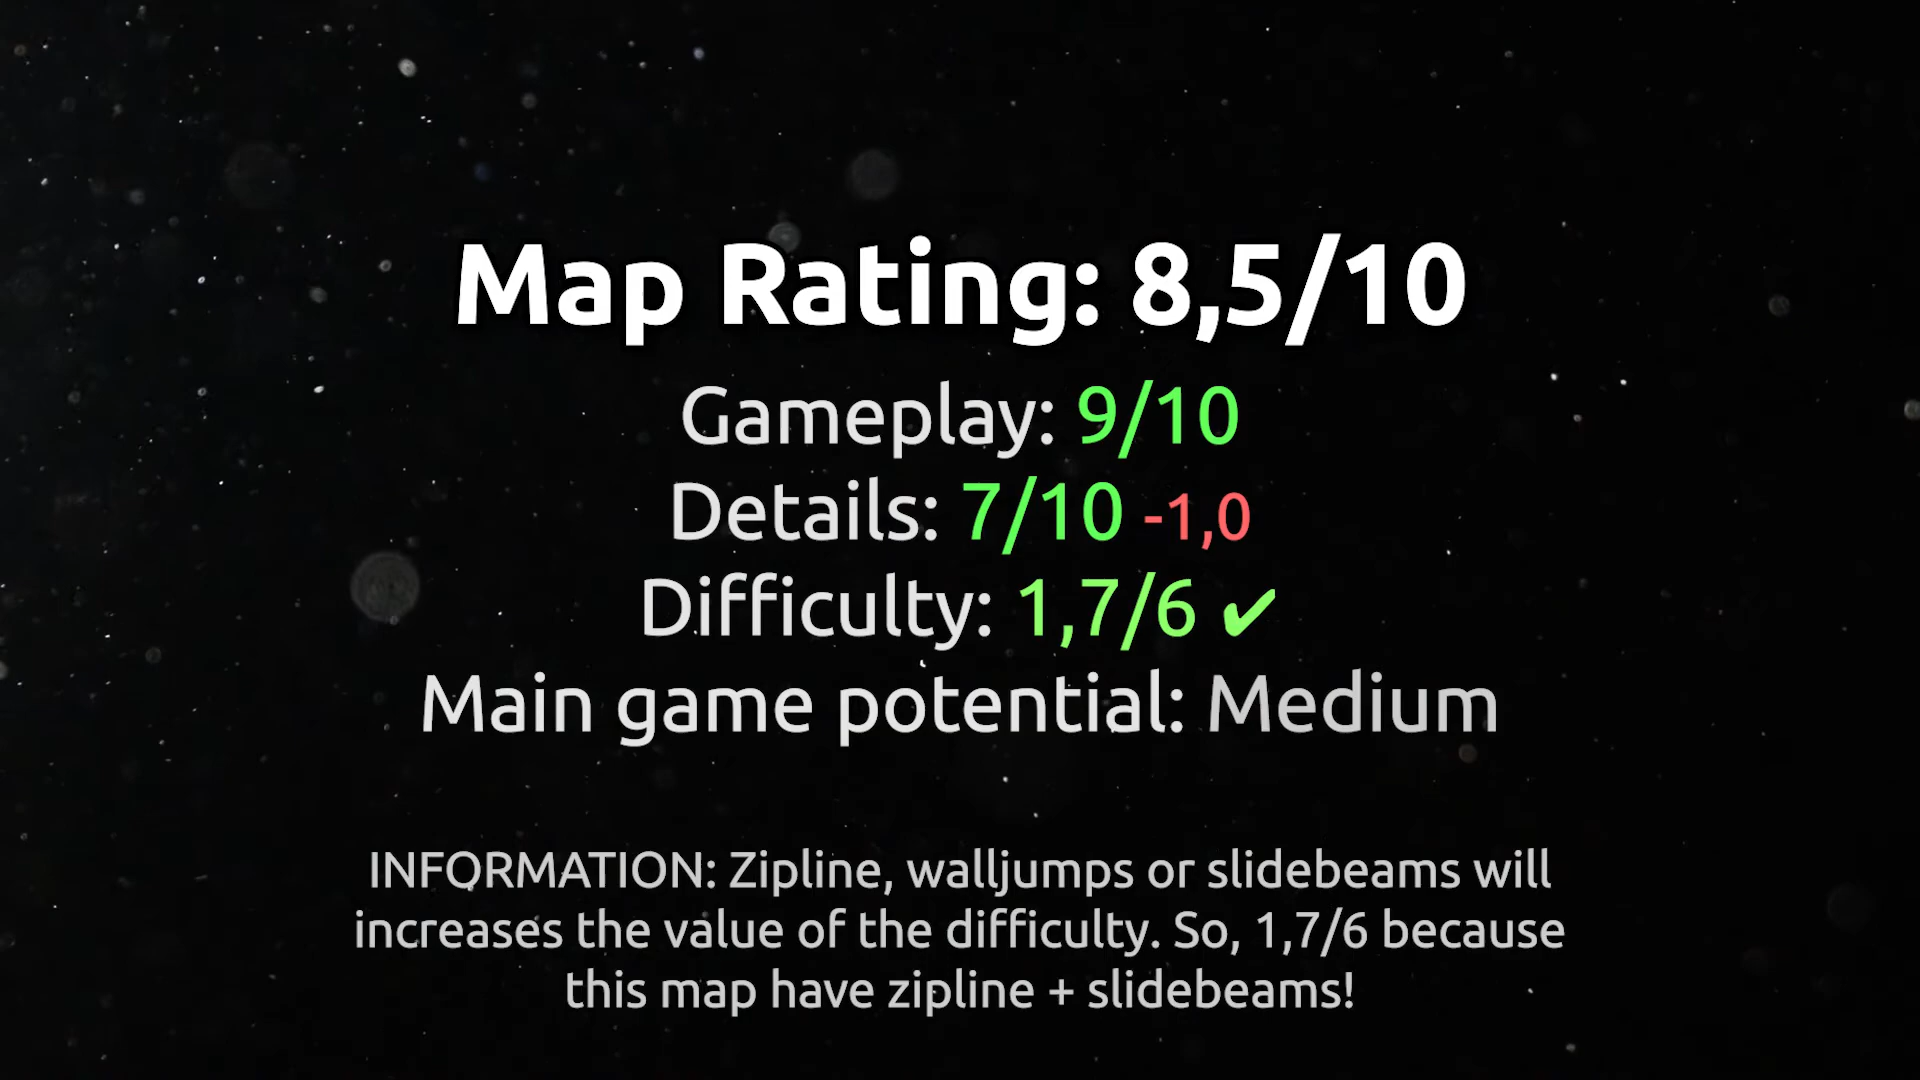 Map Rating: 8,5/10
Gameplay: 9/10
Details: 7/10 -1,0
Difficulty: 1,7/6 ✔
Main game potential: Medium
INFORMATION: Zipline, walljumps or slidebeams will
increases the value of the difficulty. So, 1,7/6 because
this map have zipline + slidebeams!